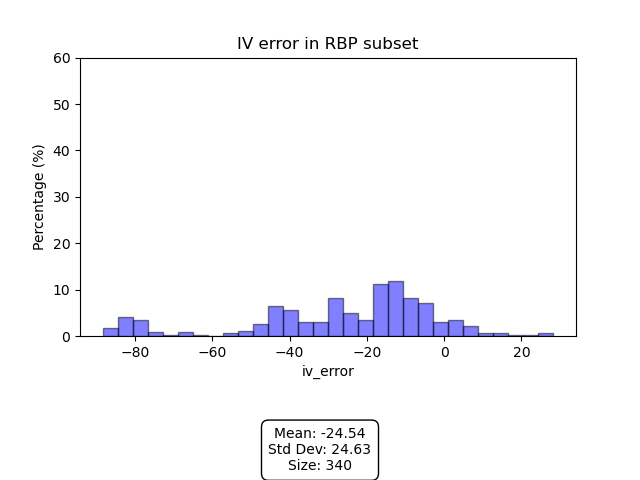 IV error in RBP subset
60
50
40
30
20
10
0
Percentage (%)
−80
−60
−40
−20
0
20
iv_error
Mean: -24.54
Std Dev: 24.63
Size: 340